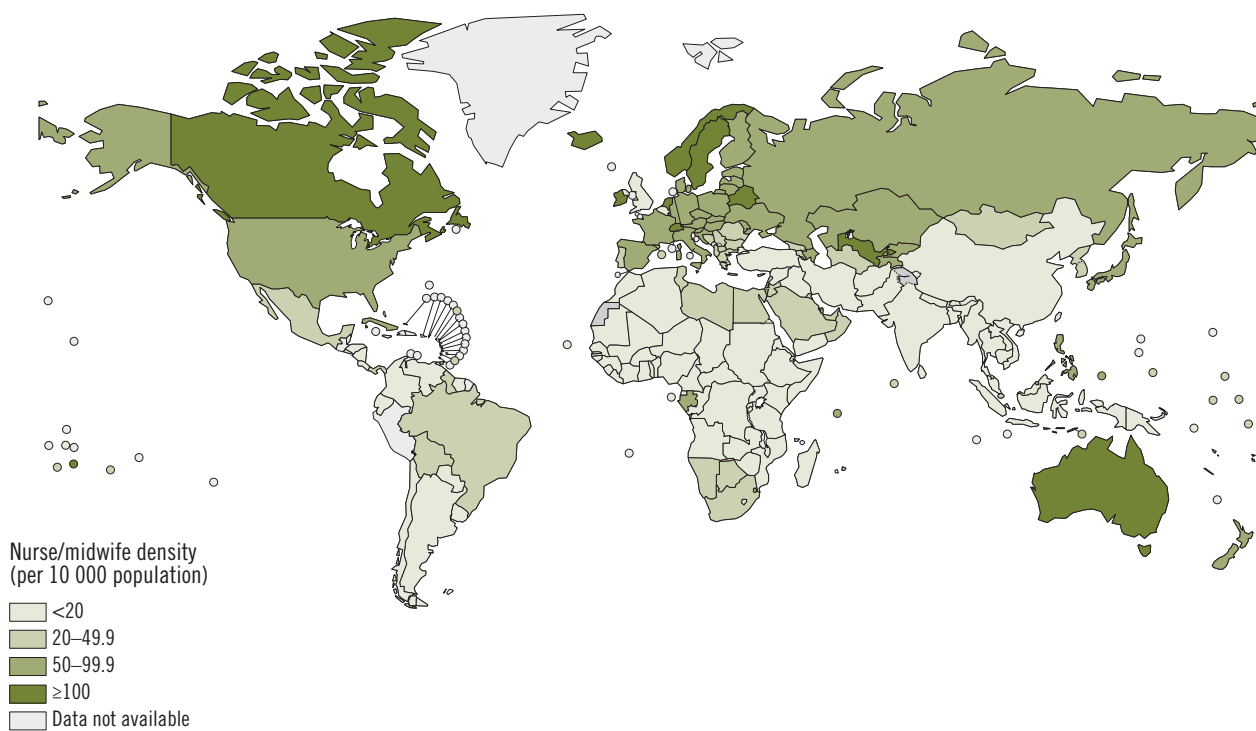 Nurse/midwife density
(per 10 000 population)
<20
20–49.9
50–99.9
≥100
Data not available